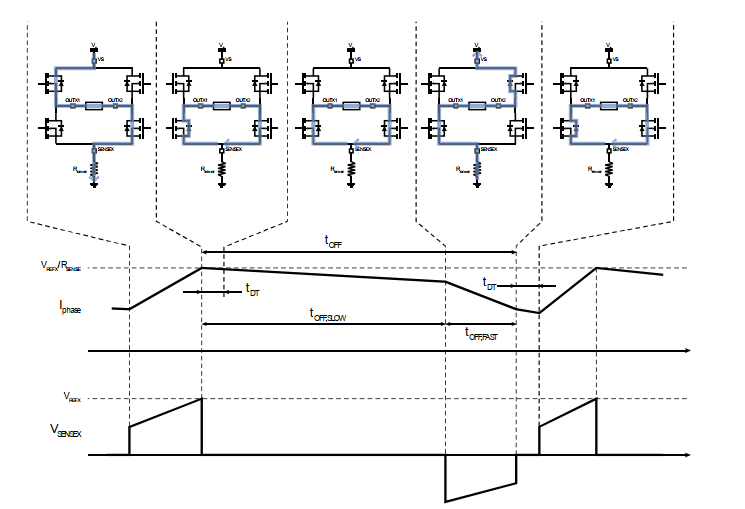 V V V V V
VS VS VS VS VS
OUTX1 OUTX2 OUTX1 OUTX2 OUTX1 OUTX2 OUTX1 OUTX2 OUTX1 OUTX2
SENSEX SENSEX SENSEX SENSEX SENSEX
RSENSE RSENSE RSENSE RSENSE RSENSE
tOFF
VREFX/RSENSE
tDT tDT
Iphase
tOFF,SLOW
tOFF,FAST
VREFX
VSENSEX